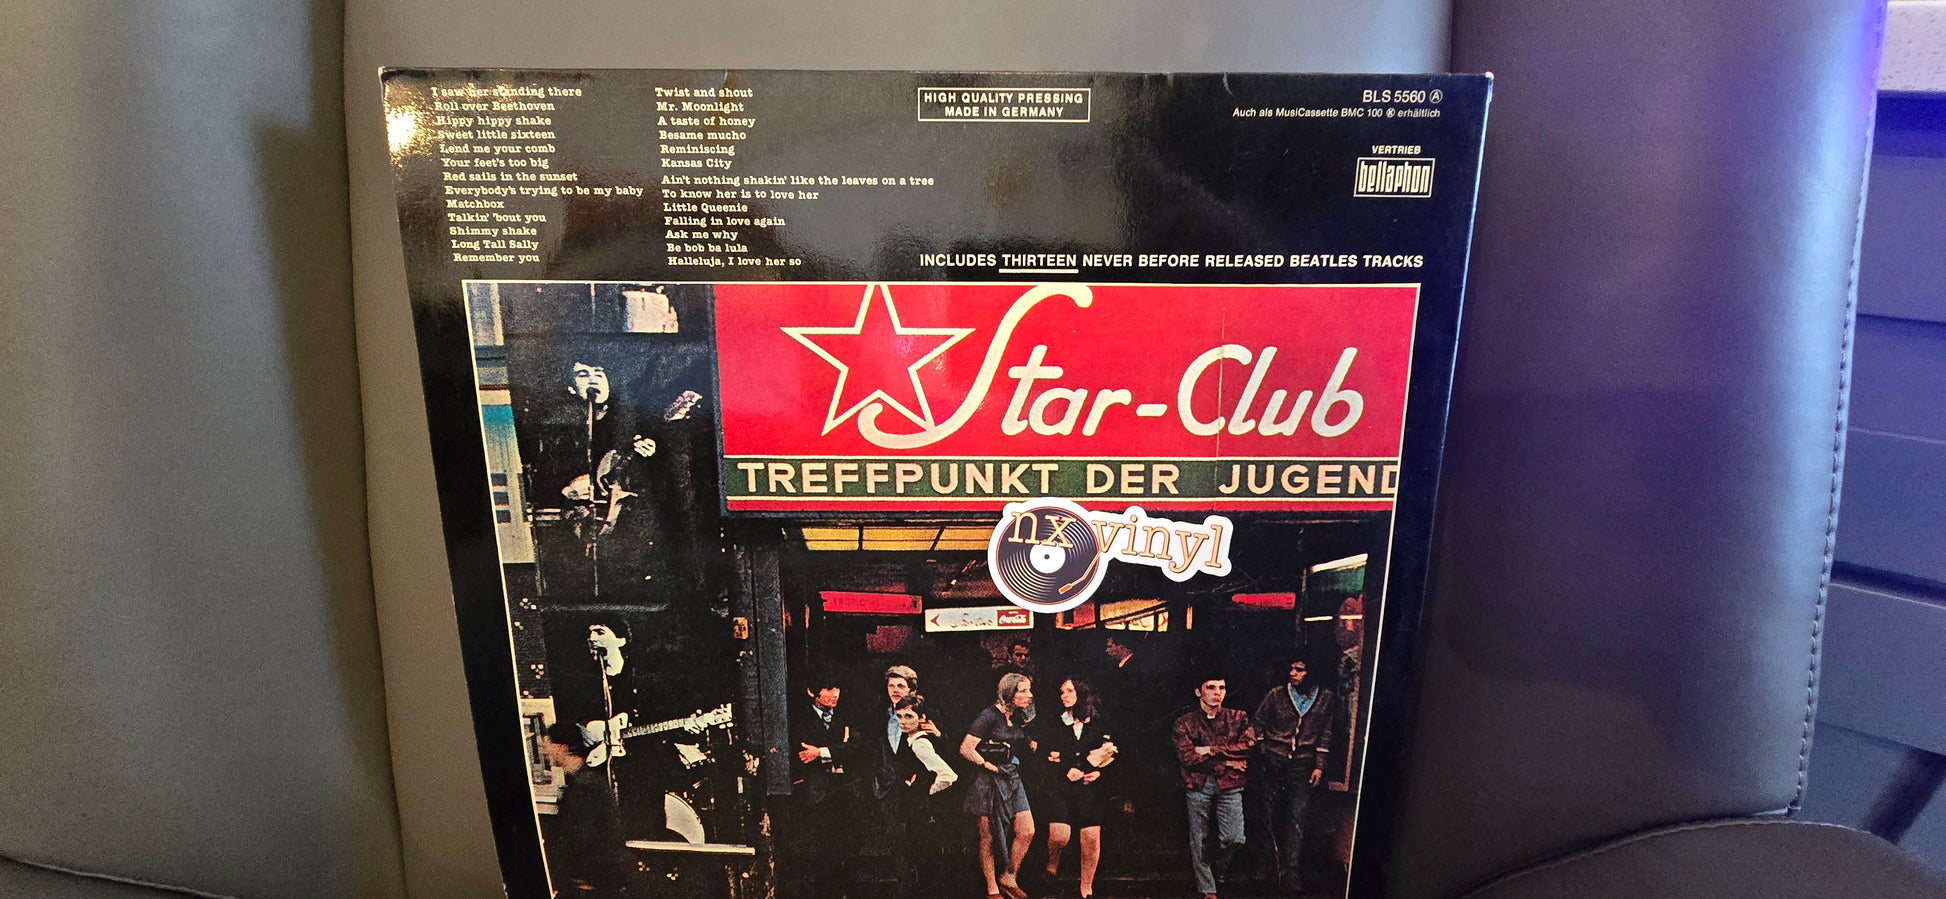 I saw her standing there
Roll over Beethoven
Hippy hippy shake
Sweet little sixteen
Lend me your comb
Your feet's too big
Red sails in the sunset
Everybody's trying to be my baby
Matchbox
Talkin' 'bout you
Shimmy shake
Long Tall Sally
Remember you
Twist and shout
Mr. Moonlight
A taste of honey
Besame mucho
Reminiscing
Kansas City
Ain't nothing shakin' like the leaves on a tree
To know her is to love her
Little Queenie
Falling in love again
Ask me why
Be bob ba lula
Halleluja, I love her so
HIGH QUALITY PRESSING
MADE IN GERMANY
BLS 5560 Ⓐ
Auch als MusiCassette BMC 100 Ⓚ erhältlich
VERTRIEB
bellaphon
INCLUDES THIRTEEN NEVER BEFORE RELEASED BEATLES TRACKS
Star-Club
TREFFPUNKT DER JUGEND
nx vinyl
Star-Club
Coca-Cola